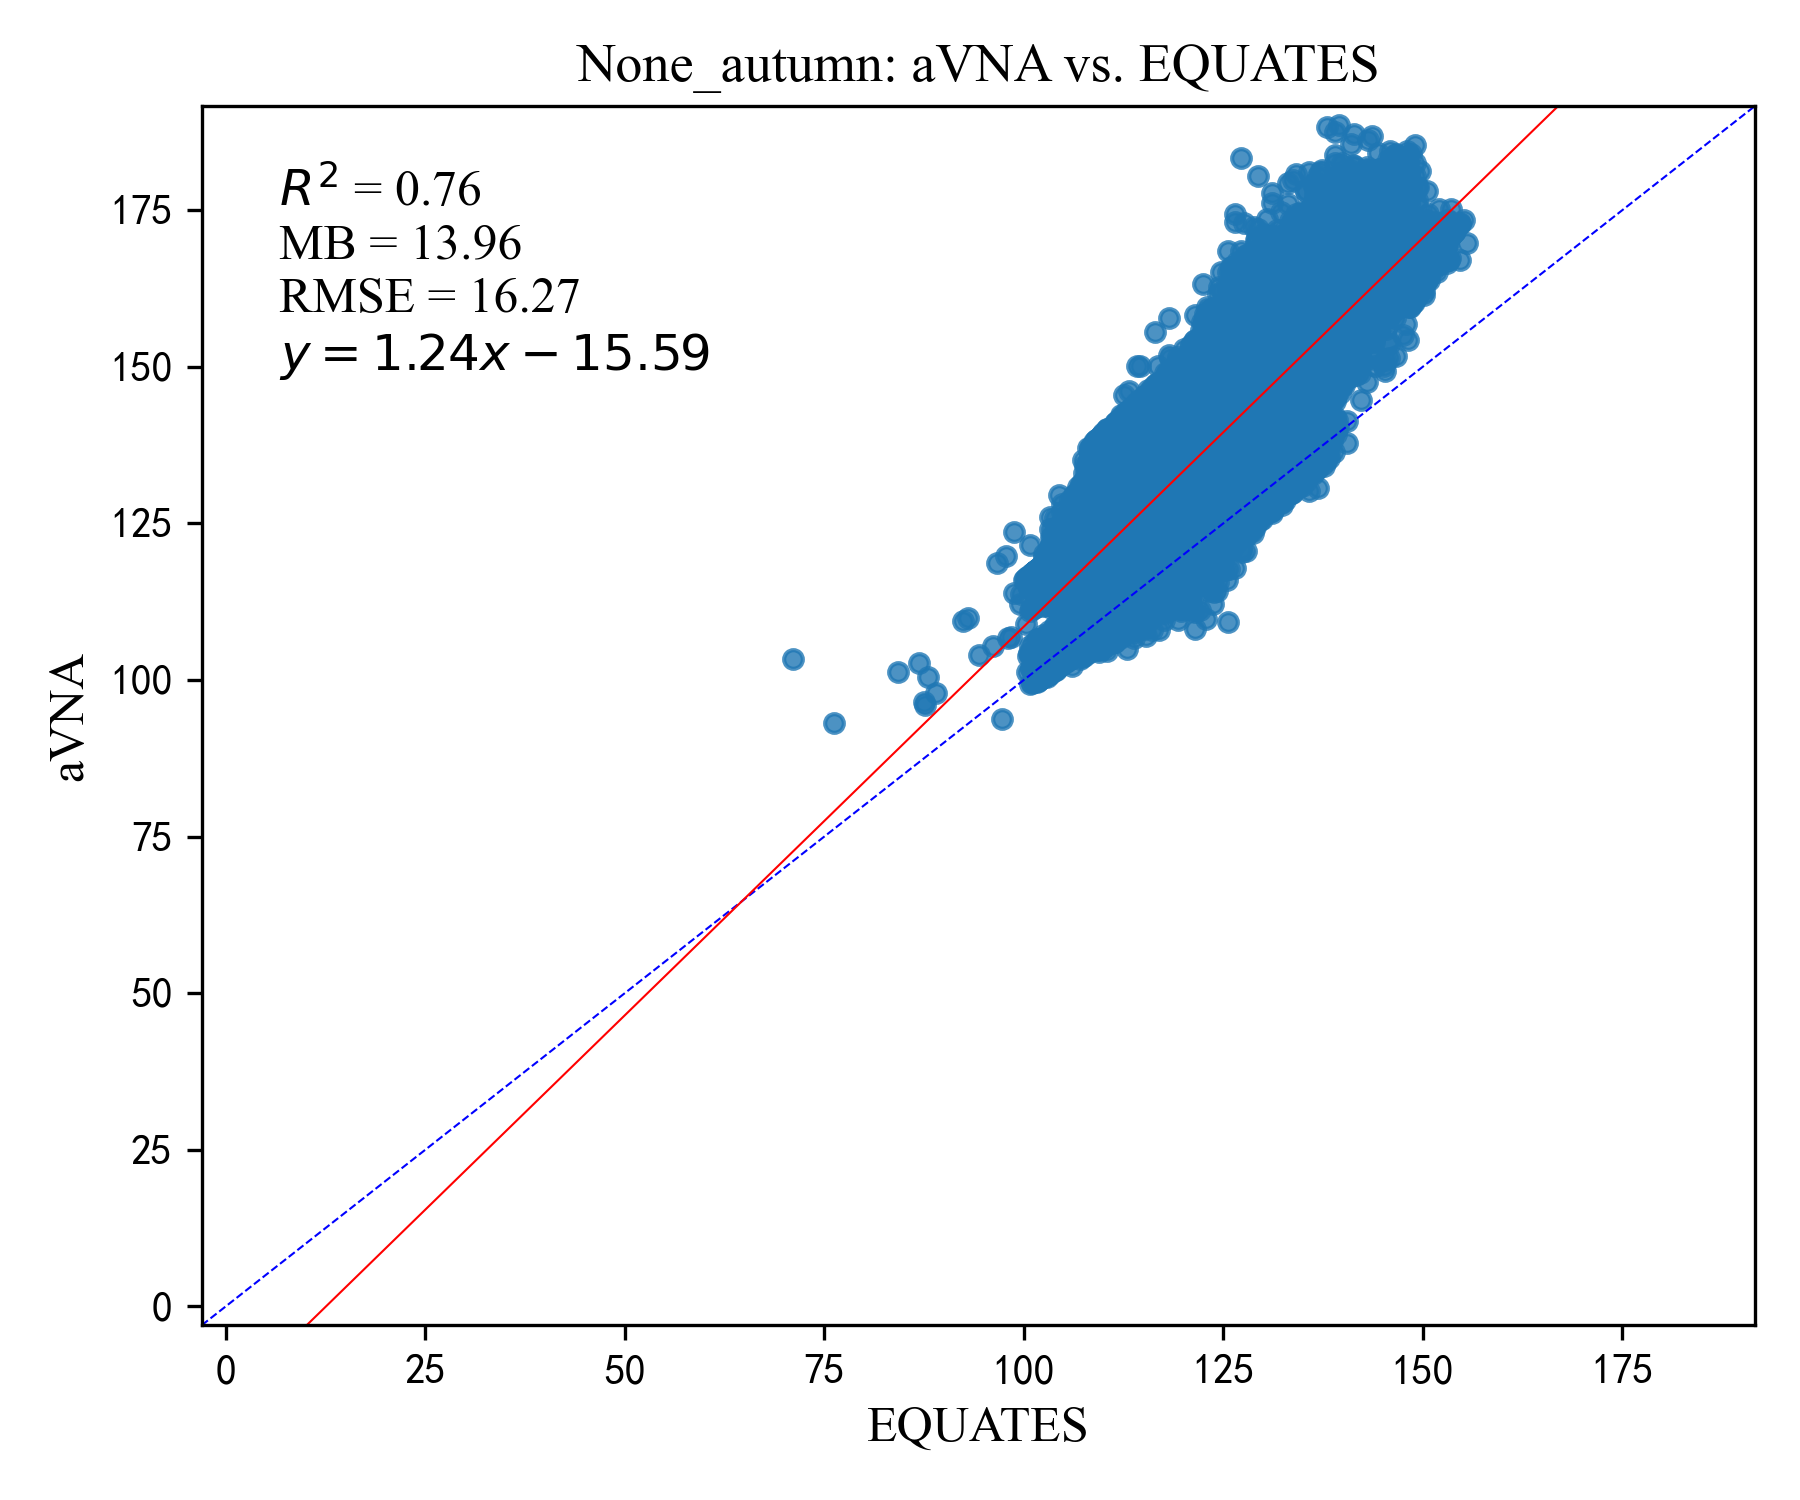 None_autumn: aVNA vs. EQUATES
R² = 0.76
MB = 13.96
RMSE = 16.27
y = 1.24x − 15.59
aVNA
175
150
125
100
75
50
25
0
0 25 50 75 100 125 150 175
EQUATES